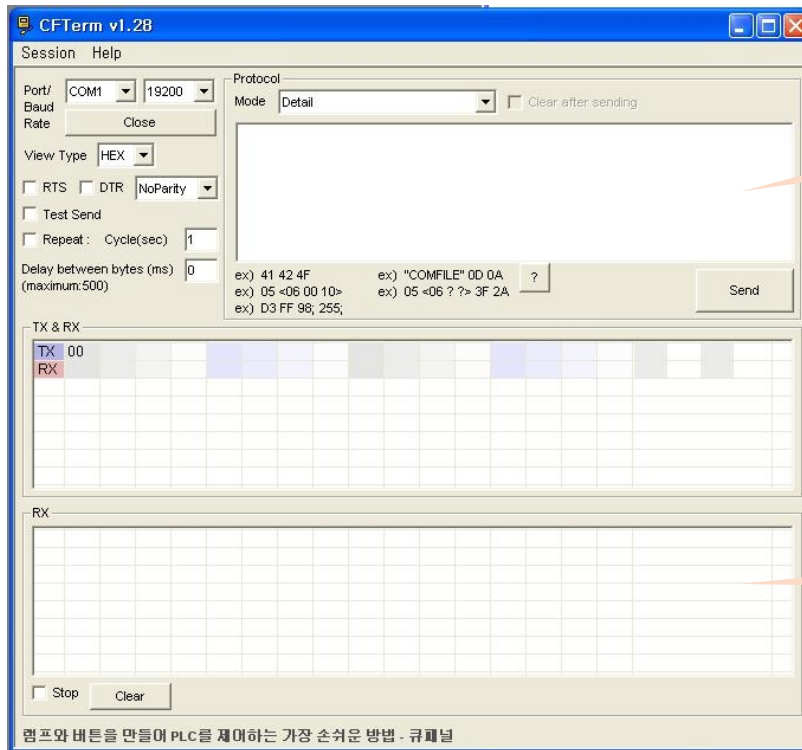 CFTerm v1.28
Session Help
Port/ Baud Rate COM1 19200
Close
View Type HEX
RTS DTR NoParity
Test Send
Repeat : Cycle(sec) 1
Delay between bytes (ms) 0
(maximum:500)
Protocol
Mode Detail Clear after sending
ex) 41 42 4F ex) "COMFILE" 0D 0A ?
ex) 05 <06 00 10> ex) 05 <06 ? ?> 3F 2A
ex) D3 FF 98; 255;
Send
TX & RX
TX 00
RX
RX
Stop Clear
램프와 버튼을 만들어 PLC를 제어하는 가장 손쉬운 방법 - 큐패널